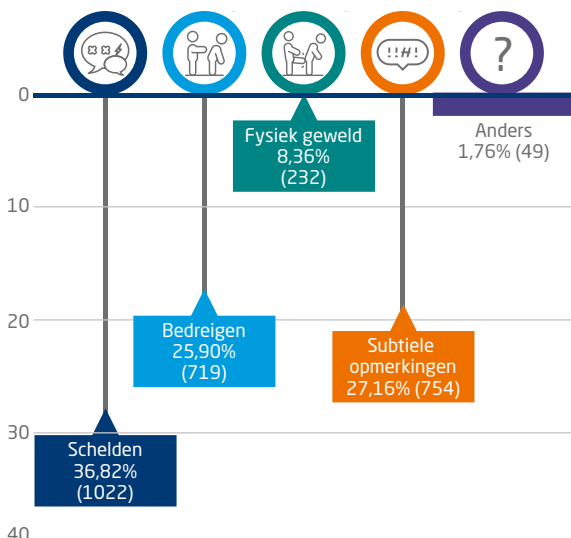 !!#!
?
0
Fysiek geweld
8,36%
(232)
Anders
1,76% (49)
10
20
Bedreigen
25,90%
(719)
Subtiele
opmerkingen
27,16% (754)
30
Schelden
36,82%
(1022)
40